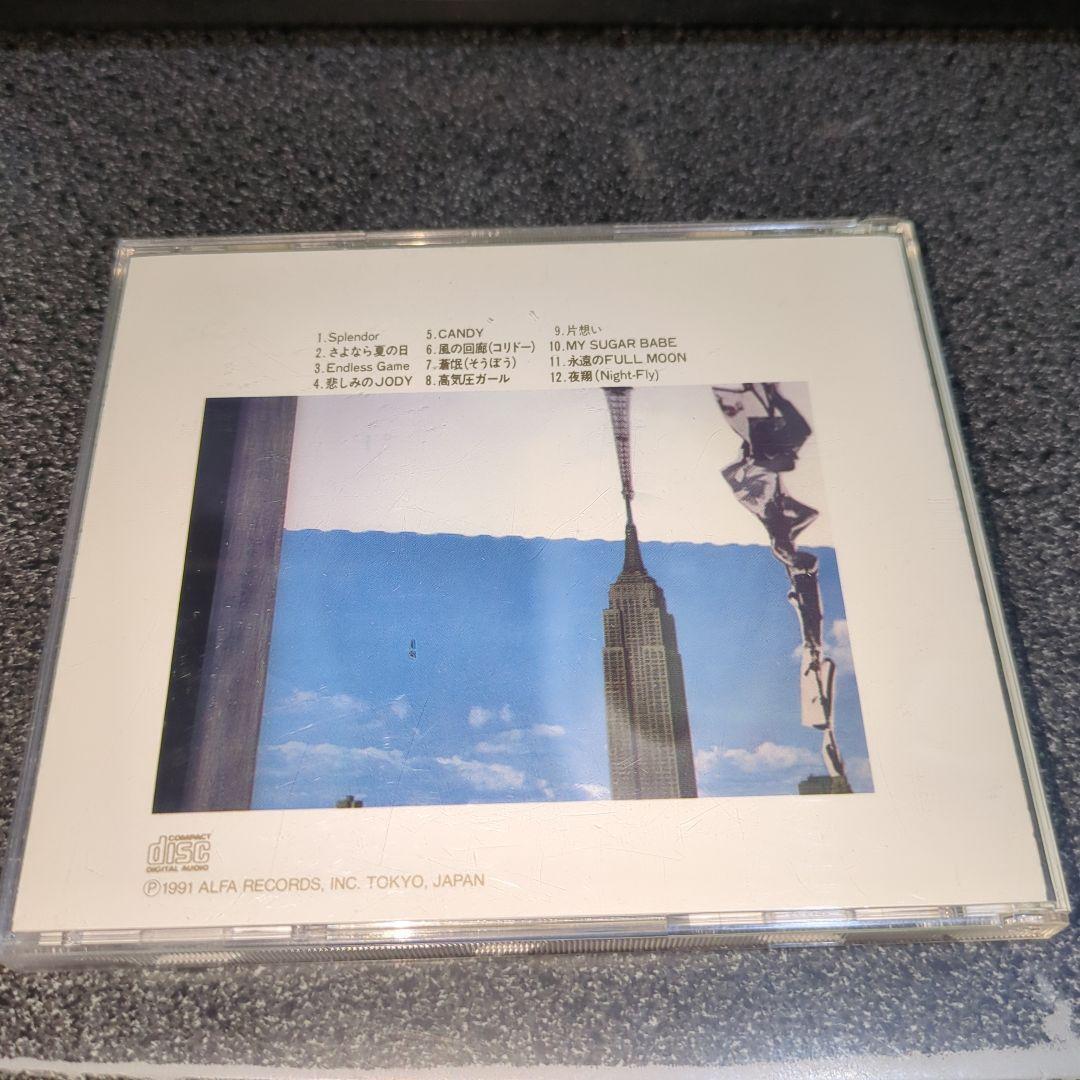 1.Splendor
2.さよなら夏の日
3.Endless Game
4.悲しみのJODY
5.CANDY
6.風の回廊(コリドー)
7.蒼氓(そうぼう)
8.高気圧ガール
9.片想い
10.MY SUGAR BABE
11.永遠のFULL MOON
12.夜翔(Night-Fly)
COMPACT
disc
DIGITAL AUDIO
Ⓟ1991 ALFA RECORDS, INC. TOKYO, JAPAN